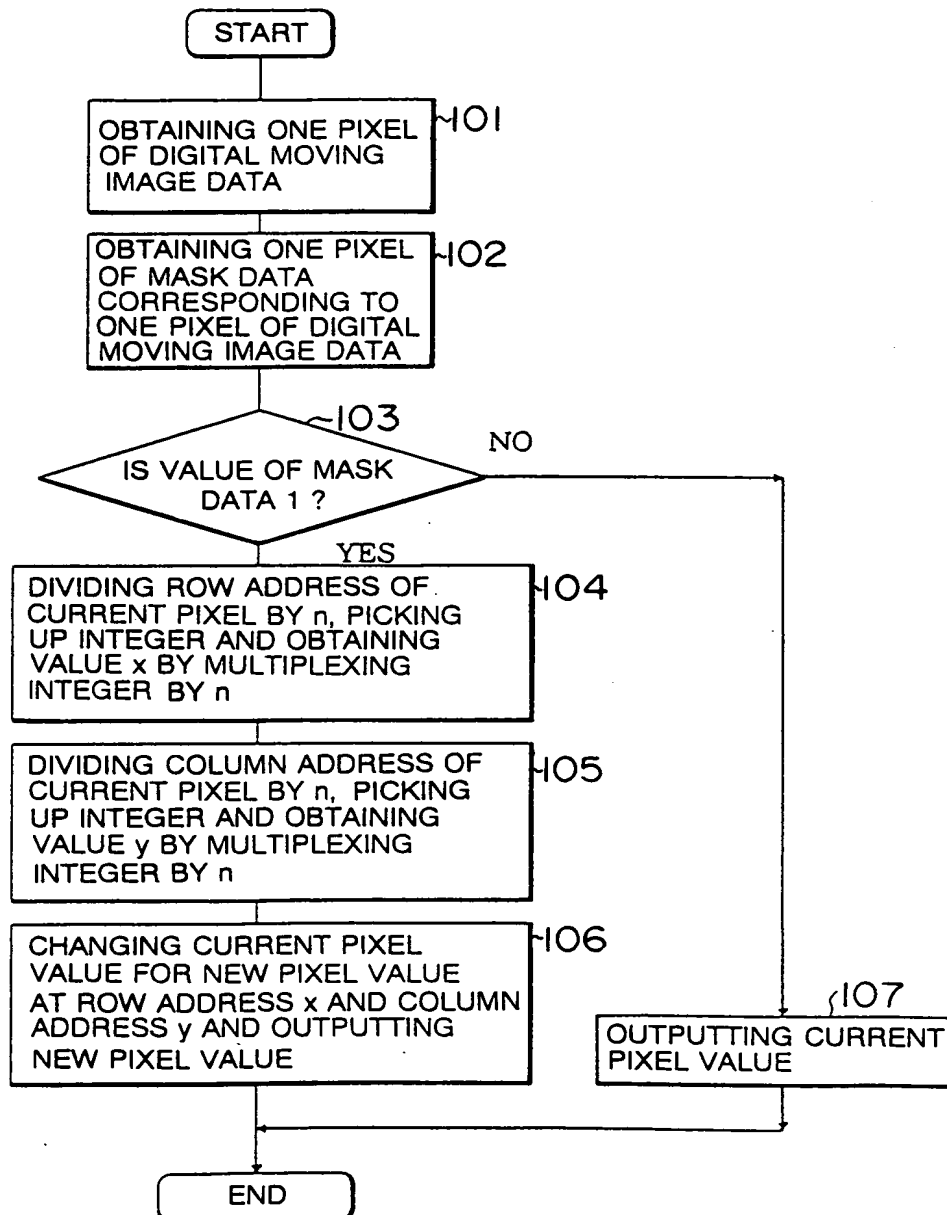 START
101
OBTAINING ONE PIXEL
OF DIGITAL MOVING
IMAGE DATA
102
OBTAINING ONE PIXEL
OF MASK DATA
CORRESPONDING TO
ONE PIXEL OF DIGITAL
MOVING IMAGE DATA
103
IS VALUE OF MASK
DATA 1 ?
NO
YES
104
DIVIDING ROW ADDRESS OF
CURRENT PIXEL BY n, PICKING
UP INTEGER AND OBTAINING
VALUE x BY MULTIPLEXING
INTEGER BY n
105
DIVIDING COLUMN ADDRESS OF
CURRENT PIXEL BY n, PICKING
UP INTEGER AND OBTAINING
VALUE y BY MULTIPLEXING
INTEGER BY n
106
CHANGING CURRENT PIXEL
VALUE FOR NEW PIXEL VALUE
AT ROW ADDRESS x AND COLUMN
ADDRESS y AND OUTPUTTING
NEW PIXEL VALUE
107
OUTPUTTING CURRENT
PIXEL VALUE
END